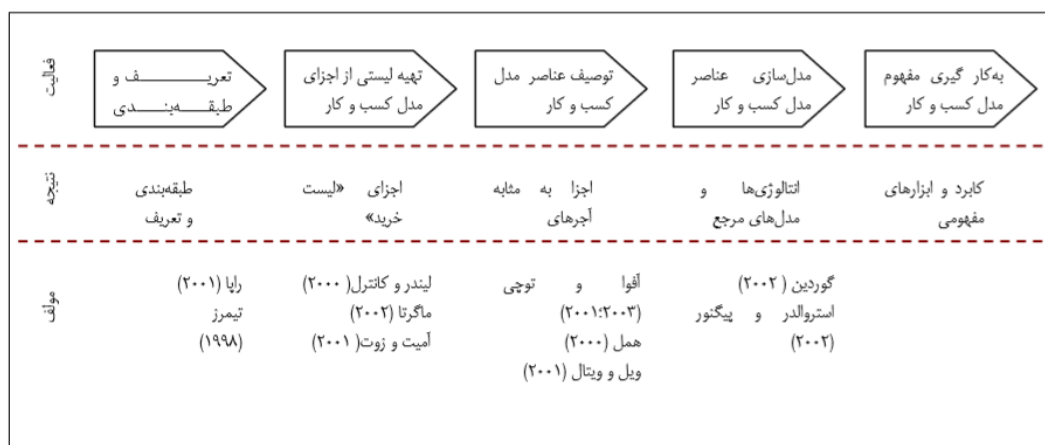 فعالیت
تعریف و
طبقه‌بندی
تهیه لیستی از اجزای
مدل کسب و کار
توصیف عناصر مدل
کسب و کار
مدل‌سازی عناصر
مدل کسب و کار
به‌کار گیری مفهوم
مدل کسب و کار
نتیجه
طبقه‌بندی
و تعریف
اجزای «لیست
خرید»
اجزا به مثابه
آجرهای
انتالوژی‌ها و
مدل‌های مرجع
کابرد و ابزارهای
مفهومی
مولف
راپا (۲۰۰۱)
تیمرز
(۱۹۹۸)
لیندر و کانترل( ۲۰۰۰)
ماگرتا (۲۰۰۲)
آمیت و زوت( ۲۰۰۱)
آفوا و توچی
(۲۰۰۱؛۲۰۰۳)
همل (۲۰۰۰)
ویل و ویتال (۲۰۰۱)
گوردین ( ۲۰۰۲)
استروالدر و پیگنور
(۲۰۰۲)